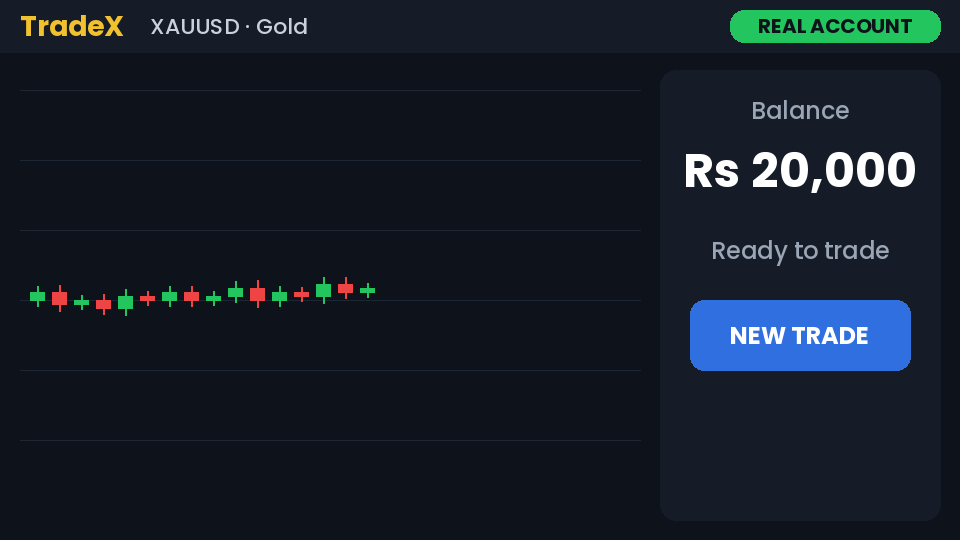 TradeX XAUUSD · Gold REAL ACCOUNT
Balance
Rs 20,000
Ready to trade
NEW TRADE